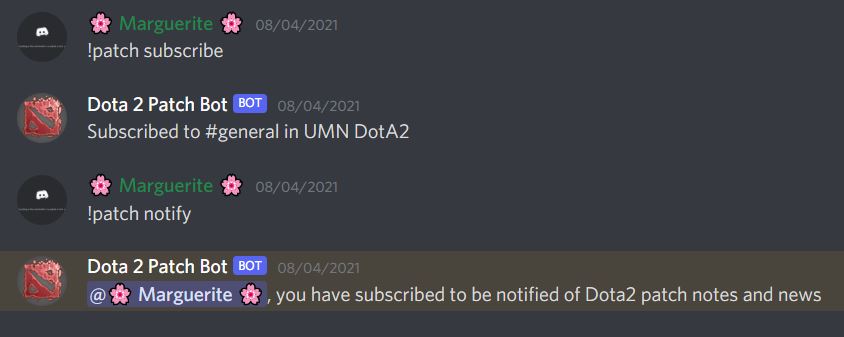 🌸 Marguerite 🌸 08/04/2021
!patch subscribe
Dota 2 Patch Bot BOT 08/04/2021
Subscribed to #general in UMN DotA2
🌸 Marguerite 🌸 08/04/2021
!patch notify
Dota 2 Patch Bot BOT 08/04/2021
@🌸 Marguerite 🌸, you have subscribed to be notified of Dota2 patch notes and news